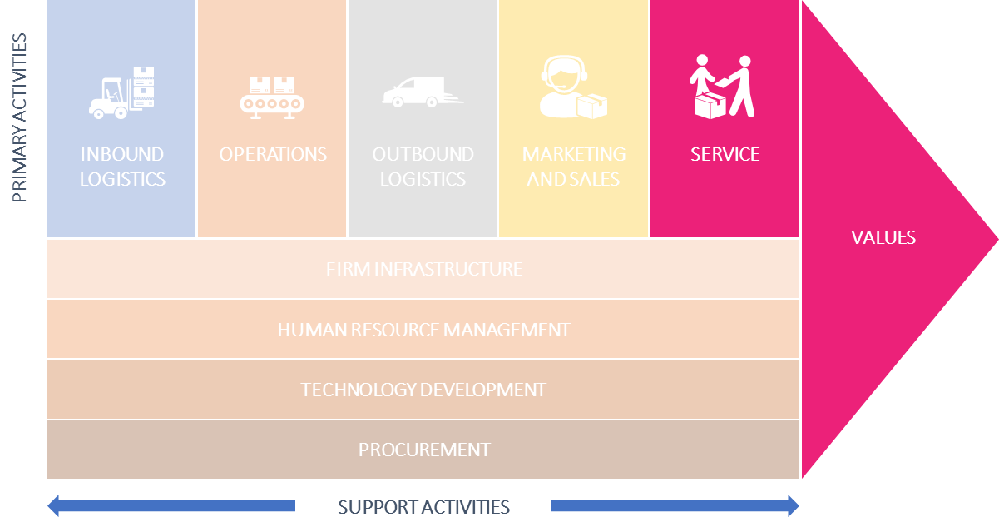 PRIMARY ACTIVITIES
INBOUND
LOGISTICS
OPERATIONS
OUTBOUND
LOGISTICS
MARKETING
AND SALES
SERVICE
VALUES
FIRM INFRASTRUCTURE
HUMAN RESOURCE MANAGEMENT
TECHNOLOGY DEVELOPMENT
PROCUREMENT
SUPPORT ACTIVITIES